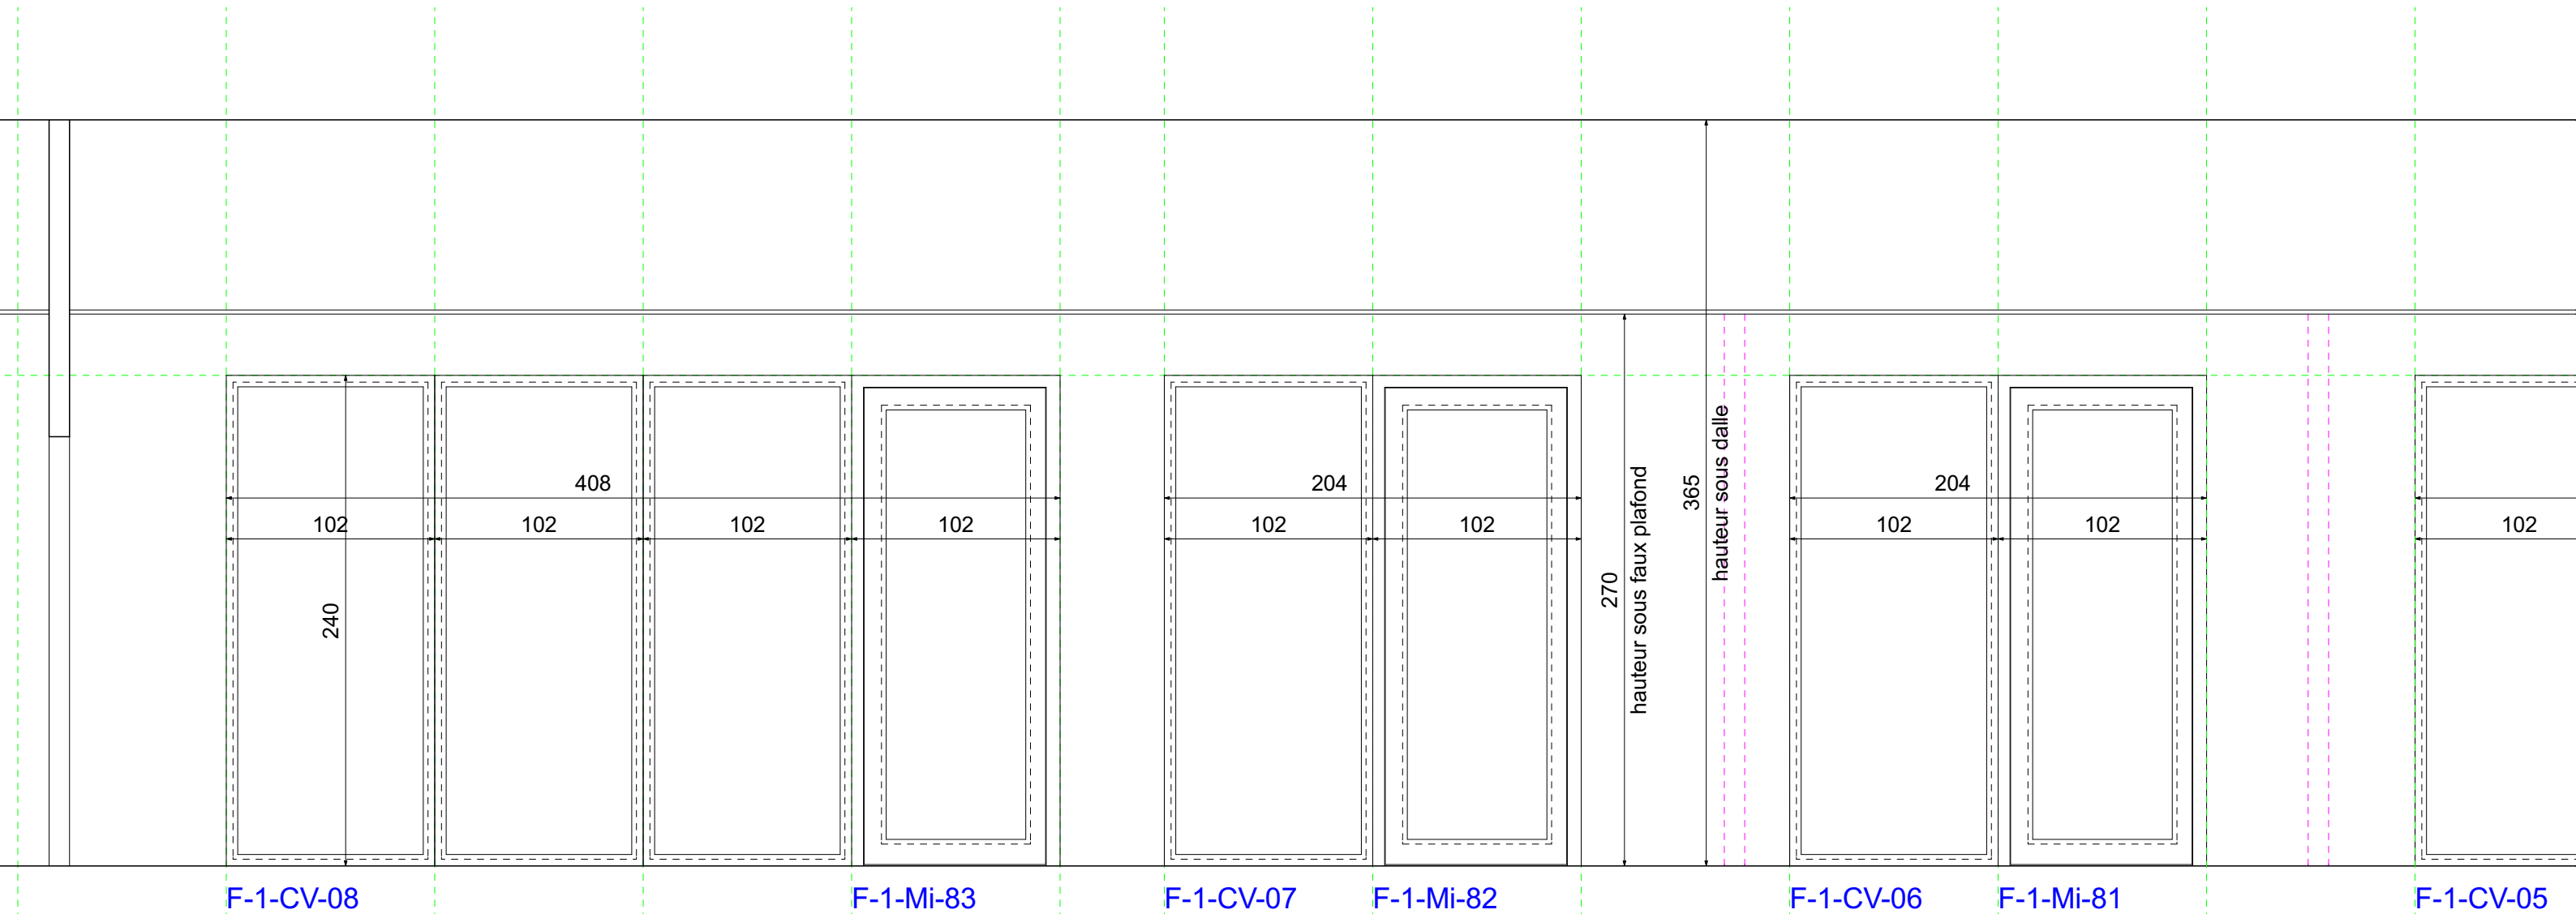 408
204
204
102
102
102
102
102
102
102
102
102
240
270
hauteur sous faux plafond
365
hauteur sous dalle
F-1-CV-08
F-1-Mi-83
F-1-CV-07
F-1-Mi-82
F-1-CV-06
F-1-Mi-81
F-1-CV-05